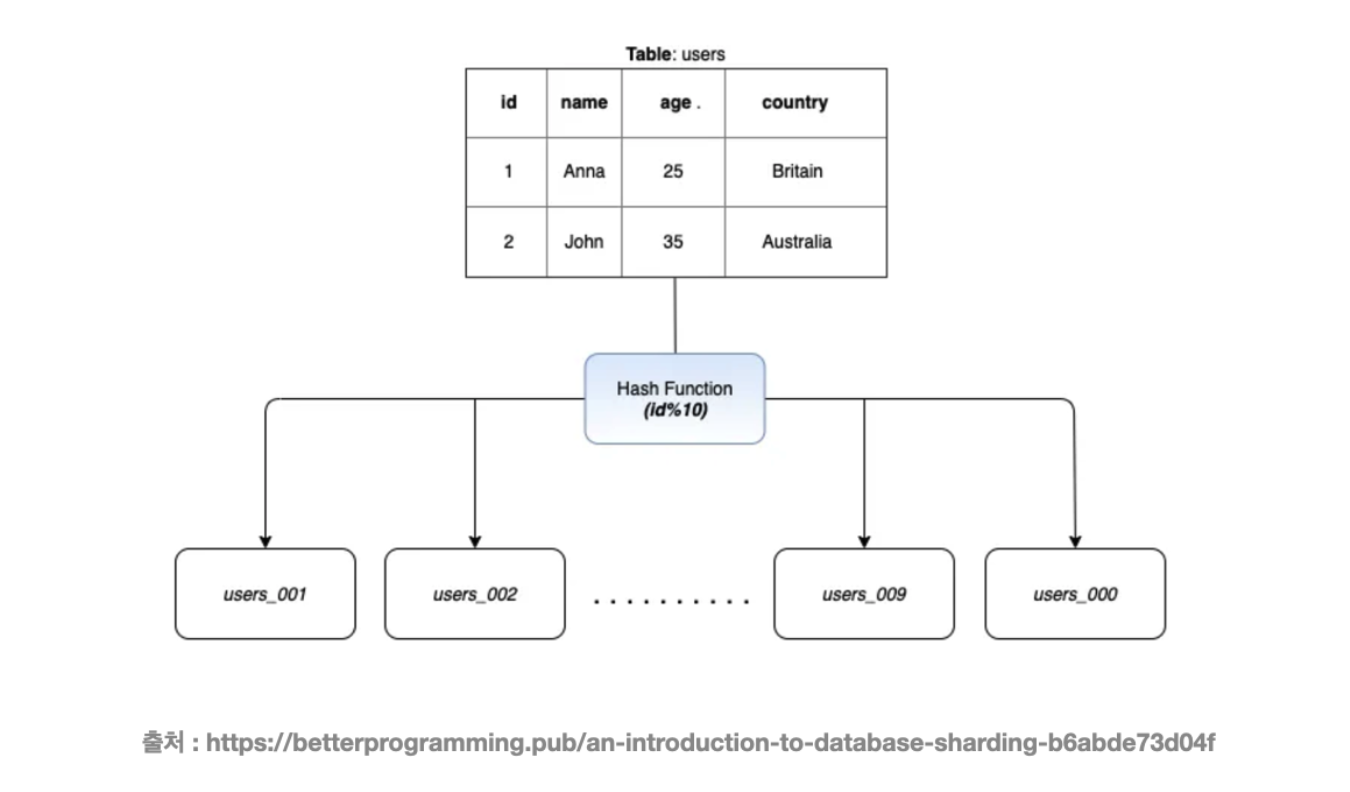 Table: users
id name age . country
1 Anna 25 Britain
2 John 35 Australia
Hash Function
(id%10)
users_001 users_002 . . . . . . . . . . users_009 users_000
출처 : https://betterprogramming.pub/an-introduction-to-database-sharding-b6abde73d04f